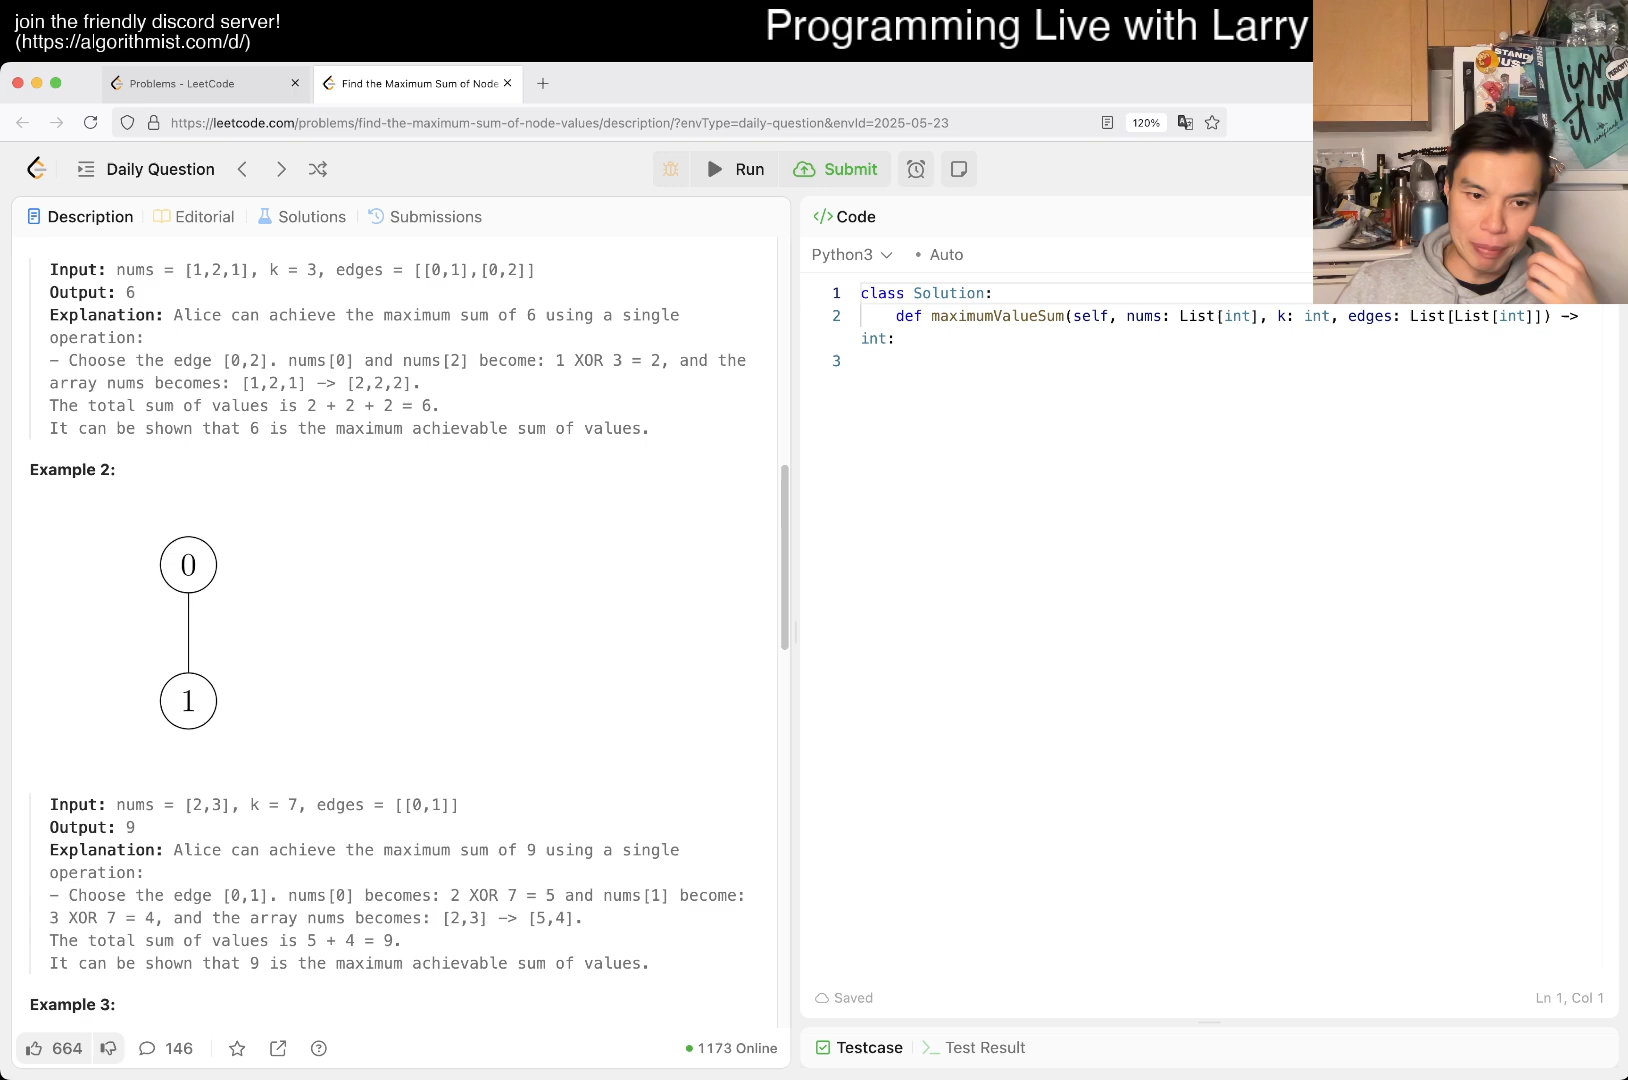 join the friendly discord server!
(https://algorithmist.com/d/)
Programming Live with Larry
Problems - LeetCode
Find the Maximum Sum of Node
https://leetcode.com/problems/find-the-maximum-sum-of-node-values/description/?envType=daily-question&envId=2025-05-23
120%
Daily Question
Run
Submit
Description
Editorial
Solutions
Submissions
Input: nums = [1,2,1], k = 3, edges = [[0,1],[0,2]]
Output: 6
Explanation: Alice can achieve the maximum sum of 6 using a single
operation:
- Choose the edge [0,2]. nums[0] and nums[2] become: 1 XOR 3 = 2, and the
array nums becomes: [1,2,1] -> [2,2,2].
The total sum of values is 2 + 2 + 2 = 6.
It can be shown that 6 is the maximum achievable sum of values.
Example 2:
0
1
Input: nums = [2,3], k = 7, edges = [[0,1]]
Output: 9
Explanation: Alice can achieve the maximum sum of 9 using a single
operation:
- Choose the edge [0,1]. nums[0] becomes: 2 XOR 7 = 5 and nums[1] become:
3 XOR 7 = 4, and the array nums becomes: [2,3] -> [5,4].
The total sum of values is 5 + 4 = 9.
It can be shown that 9 is the maximum achievable sum of values.
Example 3:
664
146
1173 Online
</> Code
Python3
• Auto
1 class Solution:
2 def maximumValueSum(self, nums: List[int], k: int, edges: List[List[int]]) ->
int:
3
Saved
Ln 1, Col 1
Testcase
>_ Test Result
STAND
Light
it up